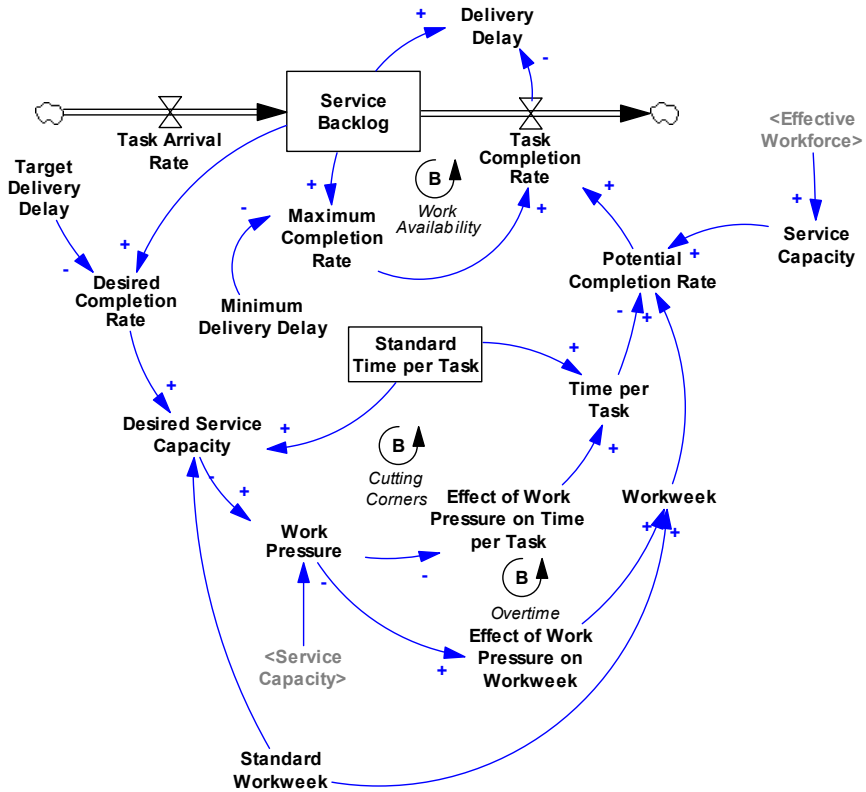 Delivery
Delay
Service
Backlog
Task Arrival
Rate
Task
Completion
Rate
<Effective
Workforce>
Target
Delivery
Delay
B
Work
Availability
Maximum
Completion
Rate
Service
Capacity
Potential
Completion Rate
Desired
Completion
Rate
Minimum
Delivery Delay
Standard
Time per Task
Time per
Task
Desired Service
Capacity
B
Cutting
Corners
Effect of Work
Pressure on Time
per Task
Workweek
Work
Pressure
B
Overtime
Effect of Work
Pressure on
Workweek
<Service
Capacity>
Standard
Workweek